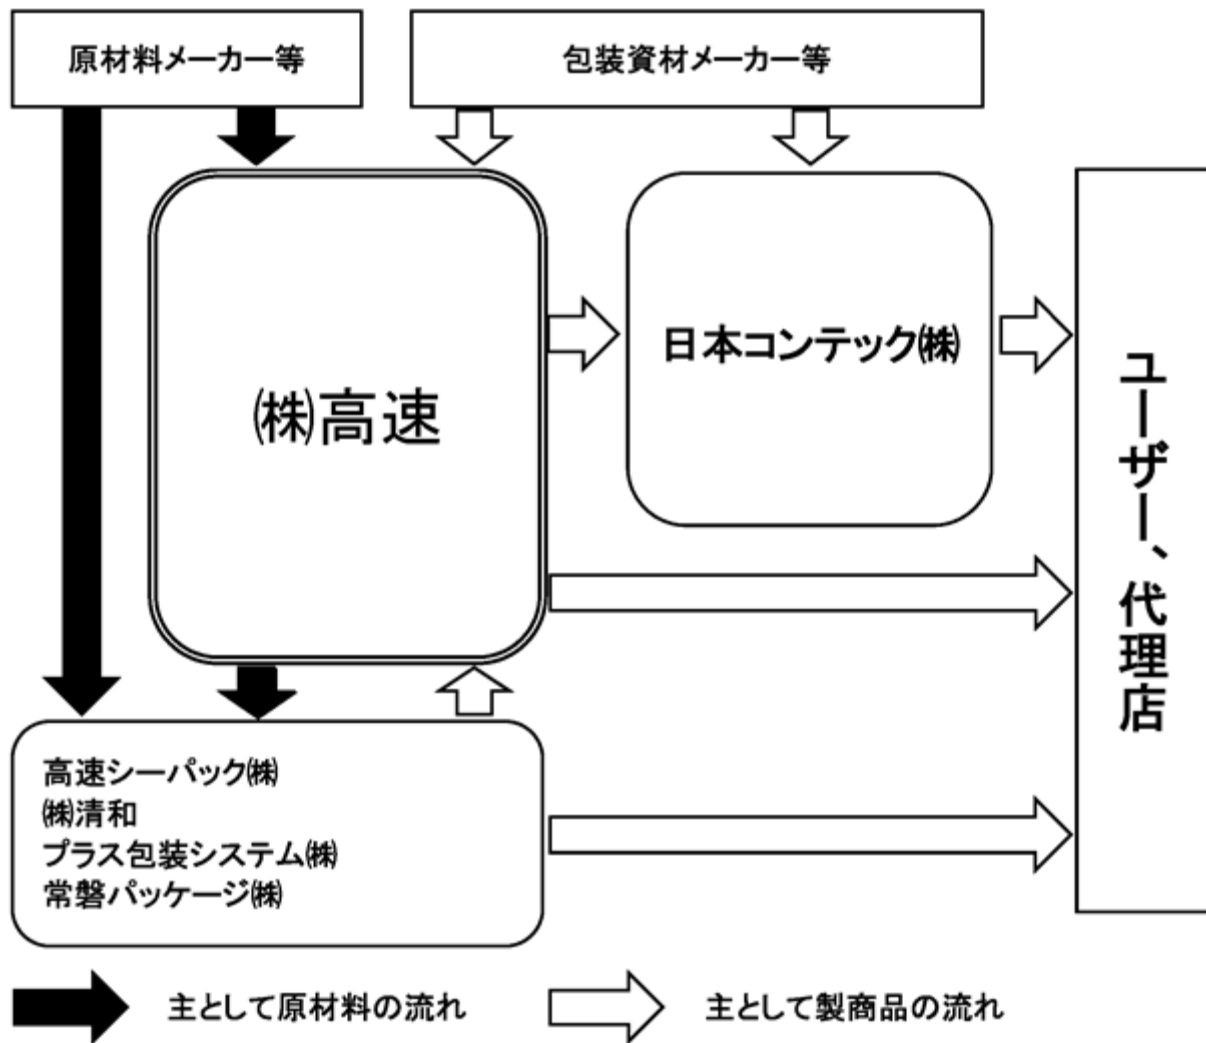 原材料メーカー等
包装資材メーカー等
㈱高速
日本コンテック㈱
ユーザー、代理店
高速シーパック㈱
㈱清和
プラス包装システム㈱
常磐パッケージ㈱
主として原材料の流れ
主として製商品の流れ